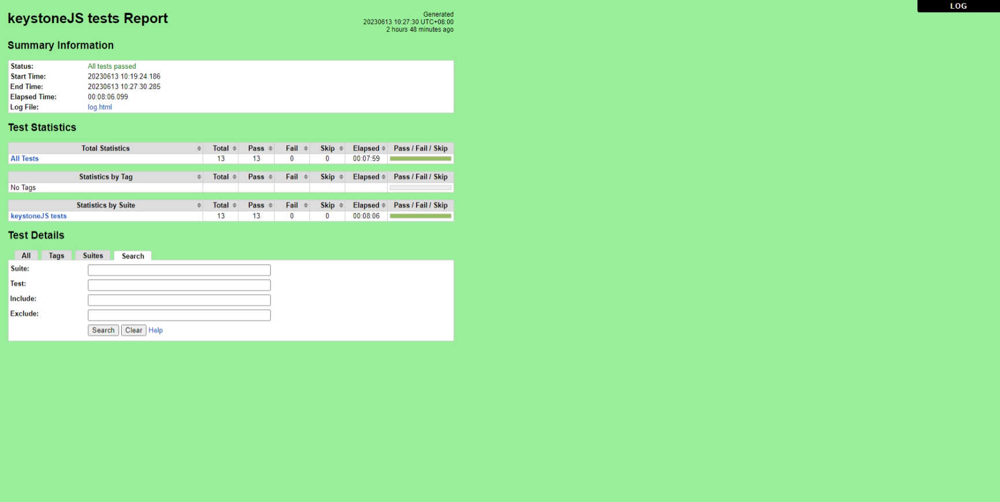 LOG
keystoneJS tests Report
Generated
20230613 10:27:30 UTC+08:00
2 hours 48 minutes ago
Summary Information
Status: All tests passed
Start Time: 20230613 10:19:24.186
End Time: 20230613 10:27:30.285
Elapsed Time: 00:08:06.099
Log File: log.html
Test Statistics
Total Statistics Total Pass Fail Skip Elapsed Pass / Fail / Skip
All Tests 13 13 0 0 00:07:59
Statistics by Tag Total Pass Fail Skip Elapsed Pass / Fail / Skip
No Tags
Statistics by Suite Total Pass Fail Skip Elapsed Pass / Fail / Skip
keystoneJS tests 13 13 0 0 00:08:06
Test Details
All Tags Suites Search
Suite:
Test:
Include:
Exclude:
Search Clear Help